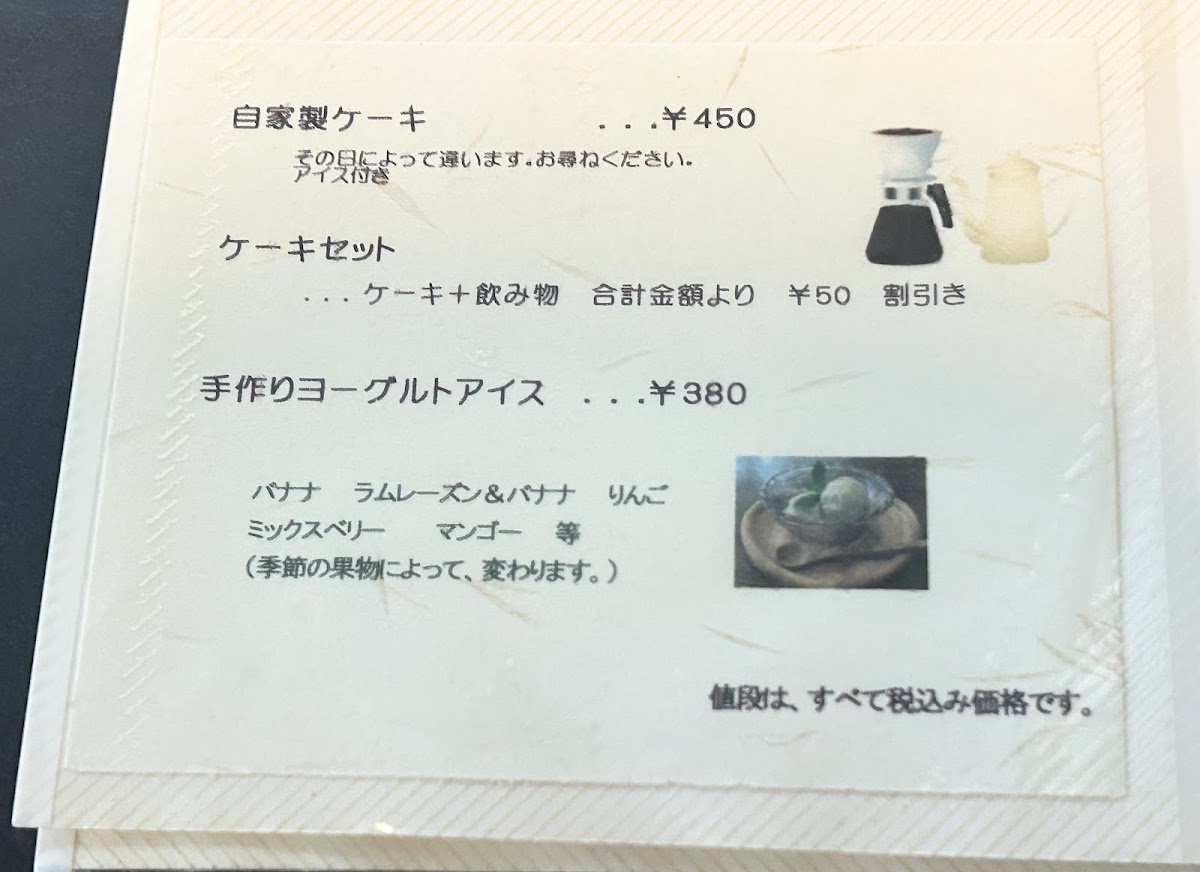 自家製ケーキ ...¥450
その日によって違います。お尋ねください。
アイス付き
ケーキセット
...ケーキ+飲み物 合計金額より ¥50 割引き
手作りヨーグルトアイス ...¥380
バナナ ラムレーズン&バナナ りんご
ミックスベリー マンゴー 等
(季節の果物によって、変わります。)
値段は、すべて税込み価格です。